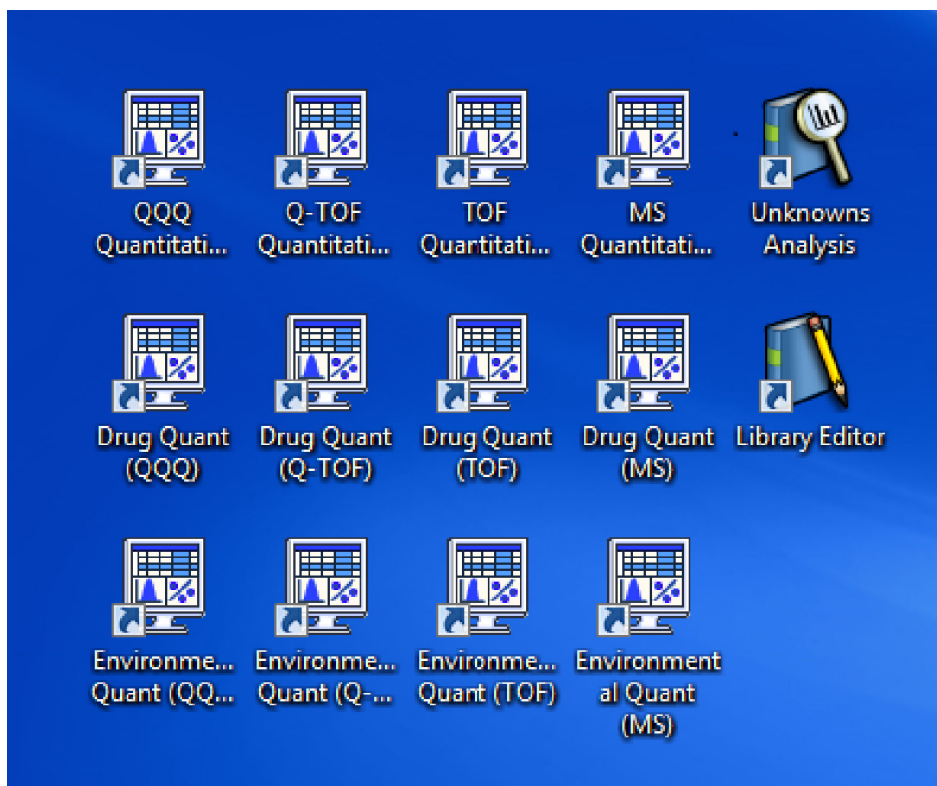 QQQ
Quantitati...
Q-TOF
Quantitati...
TOF
Quartitati...
MS
Quantitati...
Unknowns
Analysis
Drug Quant
(QQQ)
Drug Quant
(Q-TOF)
Drug Quant
(TOF)
Drug Quant
(MS)
Library Editor
Environme...
Quant (QQ...
Environme...
Quant (Q-...
Environme...
Quant (TOF)
Environment
al Quant
(MS)